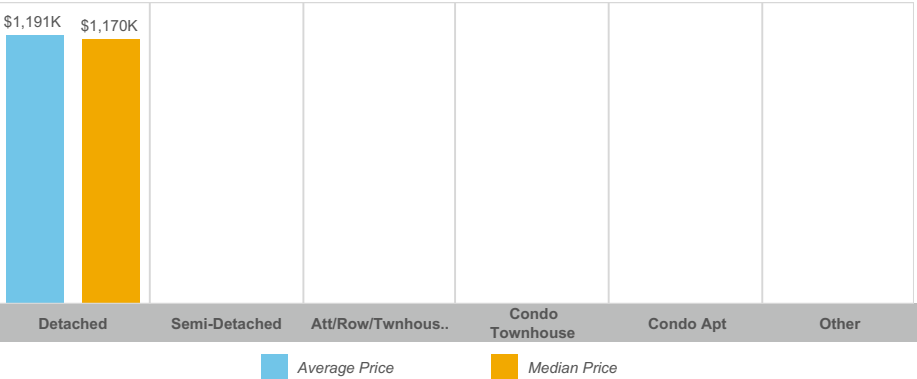 $1,191K
$1,170K
Detached
Semi-Detached
Att/Row/Twnhous..
Condo
Townhouse
Condo Apt
Other
Average Price
Median Price